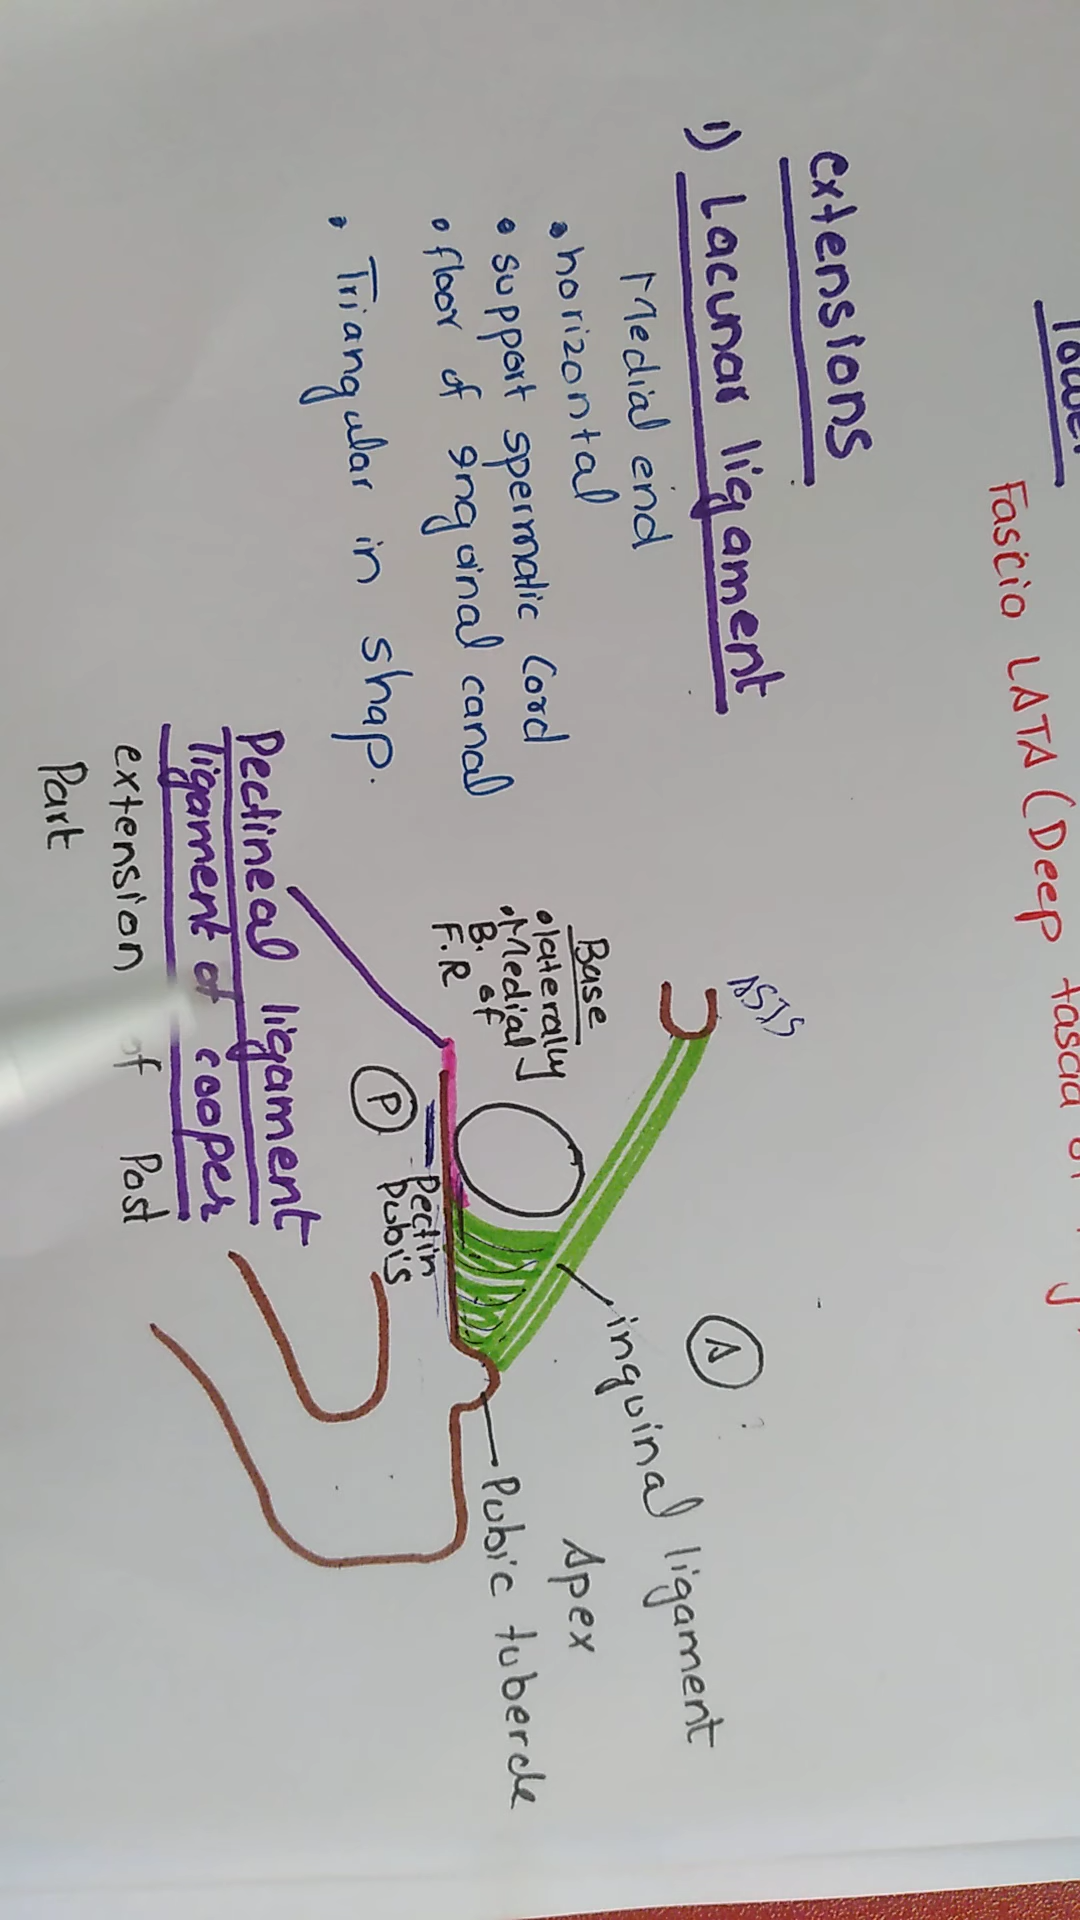 Fascia LATA (Deep fascia of
extensions
1) Lacunar ligament
Medial end
• horizontal
• support spermatic Cord
• floor of inguinal canal
• Triangular in shap.
ASIS
Base
• laterally
• Medial
B. of
F.R
A
inguinal ligament
Apex
Pubic tubercle
P
Pectin
Pubis
Pectineal ligament
ligament of cooper
extension of Post
Part